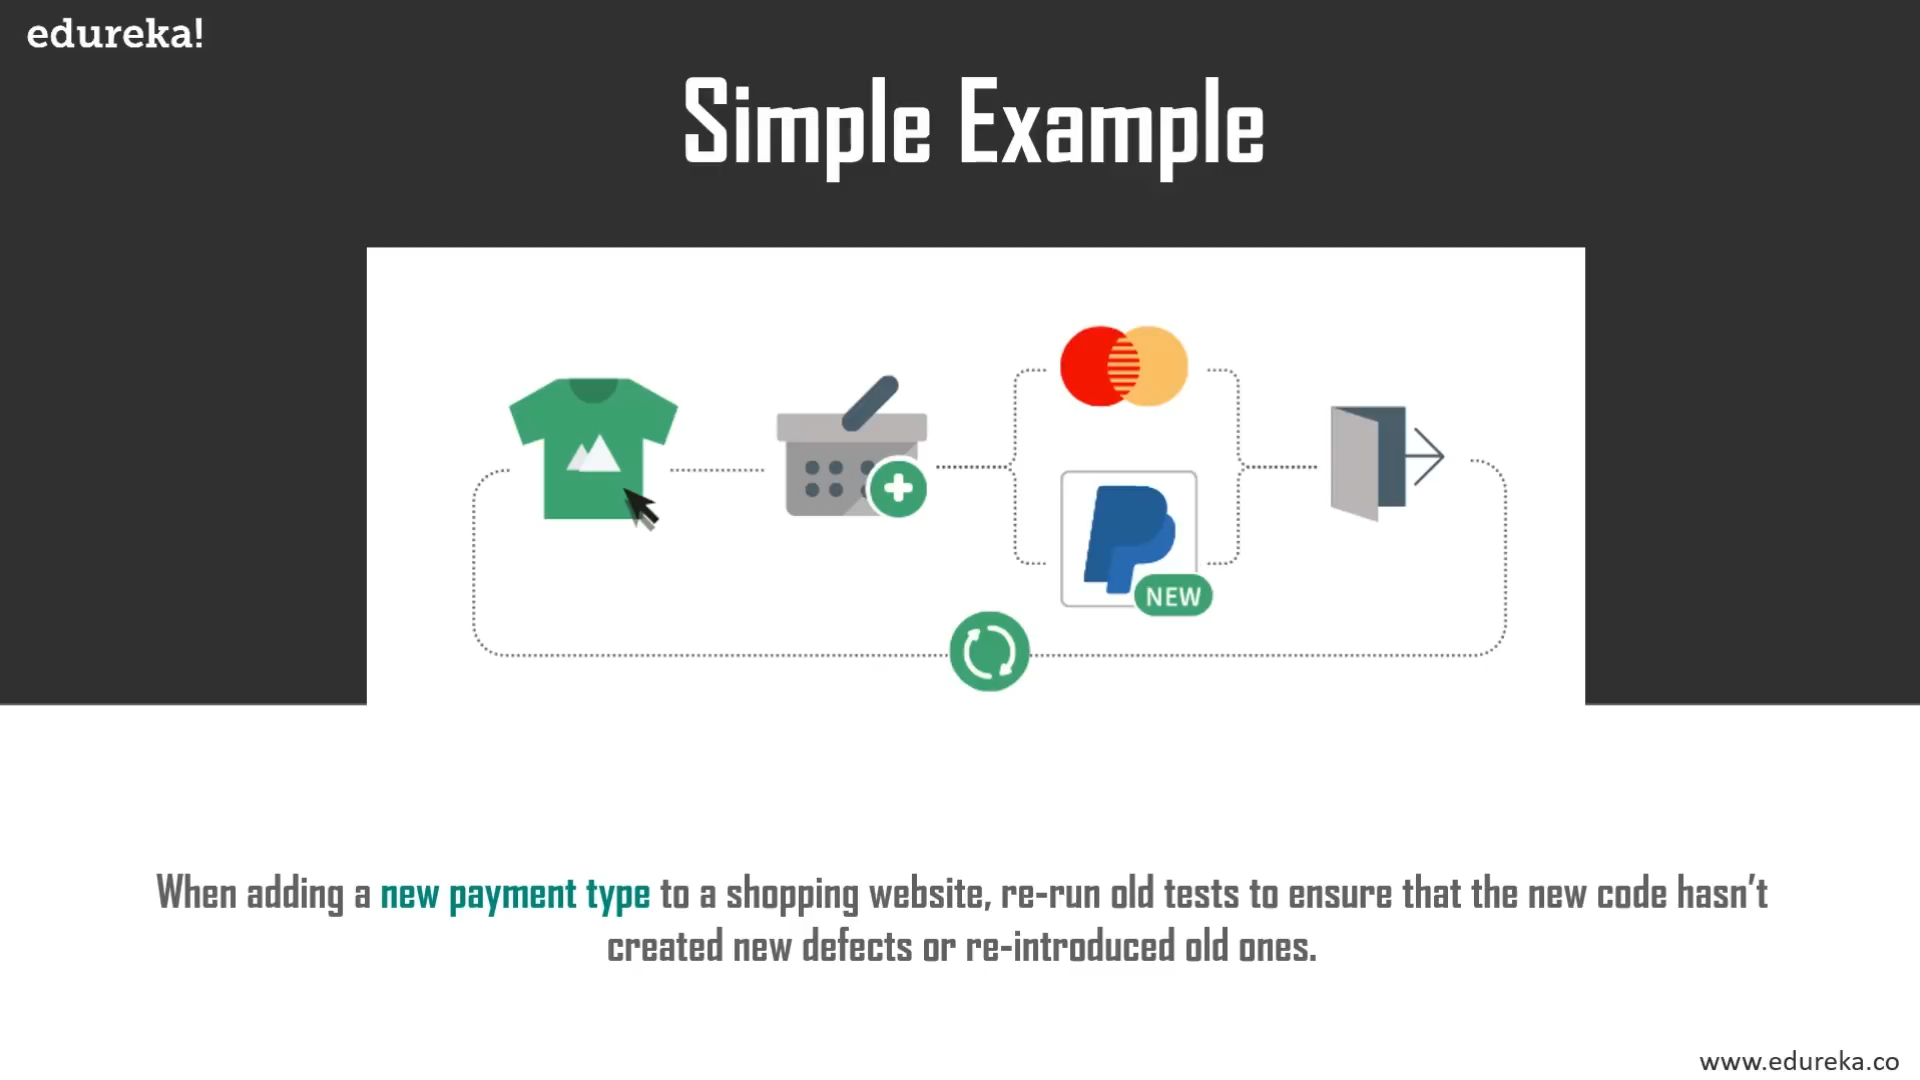 edureka!
Simple Example
NEW
When adding a new payment type to a shopping website, re-run old tests to ensure that the new code hasn't
created new defects or re-introduced old ones.
www.edureka.co